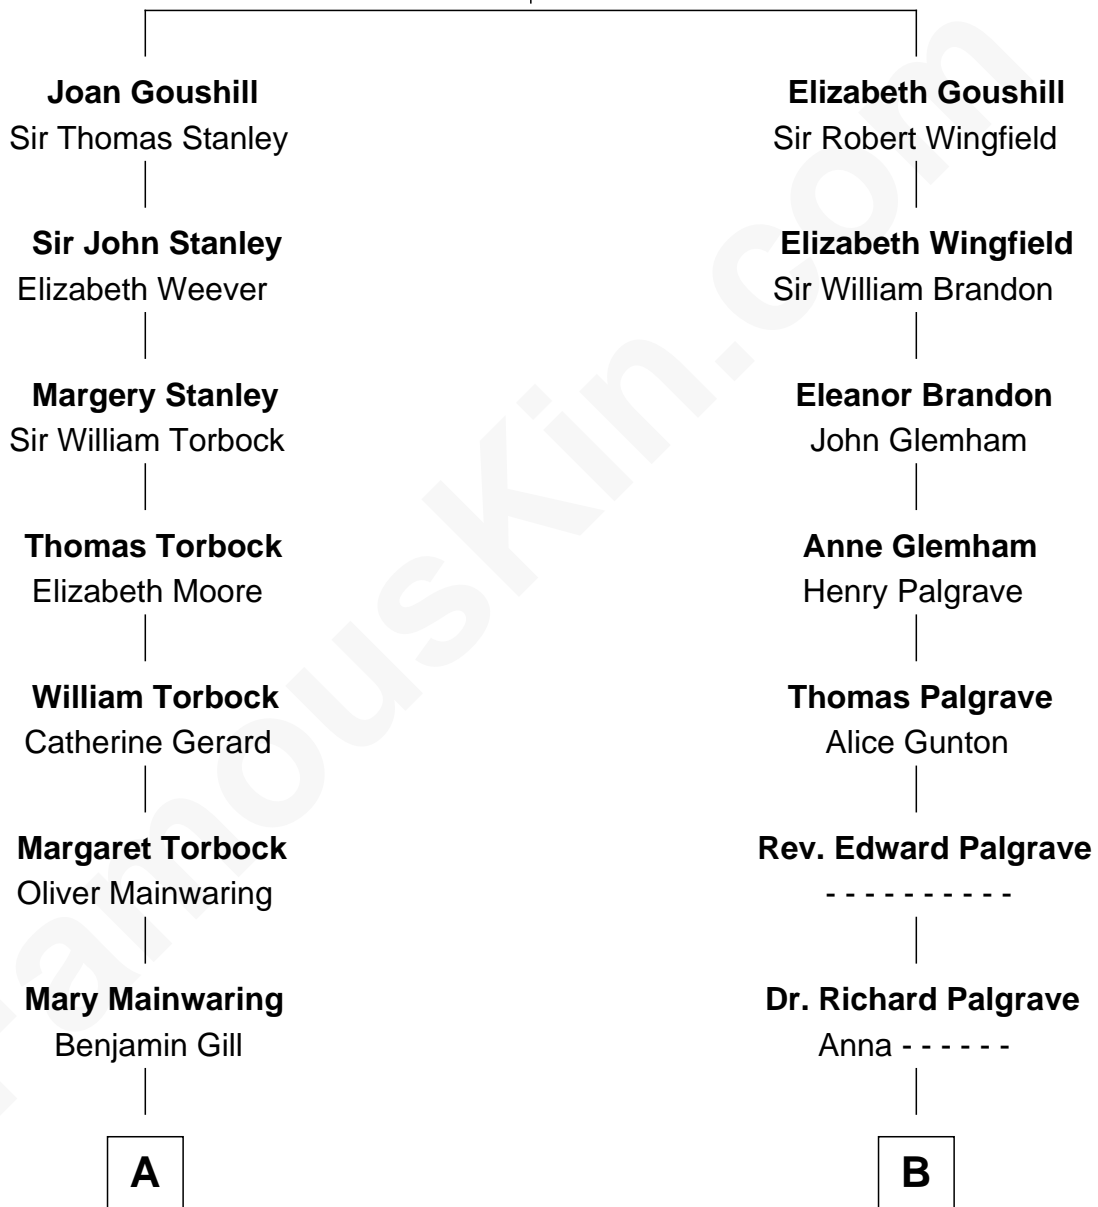 Joan Goushill
Sir Thomas Stanley
Sir John Stanley
Elizabeth Weever
Margery Stanley
Sir William Torbock
Thomas Torbock
Elizabeth Moore
William Torbock
Catherine Gerard
Margaret Torbock
Oliver Mainwaring
Mary Mainwaring
Benjamin Gill
A
Elizabeth Goushill
Sir Robert Wingfield
Elizabeth Wingfield
Sir William Brandon
Eleanor Brandon
John Glemham
Anne Glemham
Henry Palgrave
Thomas Palgrave
Alice Gunton
Rev. Edward Palgrave
- - - - - - - - - -
Dr. Richard Palgrave
Anna - - - - - -
B
FamousKin.com